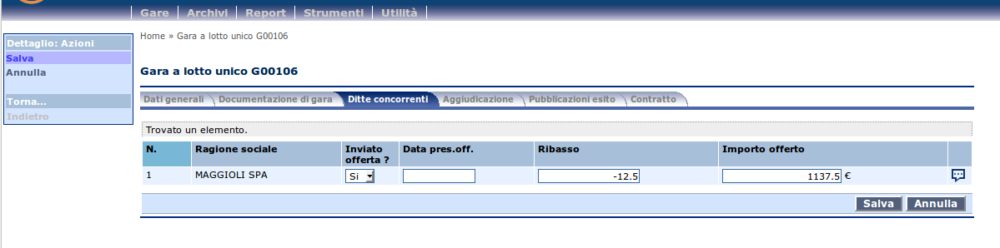 Gare Archivi Report Strumenti Utilità
Dettaglio: Azioni
Salva
Annulla
Torna...
Indietro
Home » Gara a lotto unico G00106
Gara a lotto unico G00106
Dati generali Documentazione di gara Ditte concorrenti Aggiudicazione Pubblicazioni esito Contratto
Trovato un elemento.
N. Ragione sociale Inviato offerta ? Data pres.off. Ribasso Importo offerto
1 MAGGIOLI SPA Si -12.5 1137.5 €
Salva Annulla